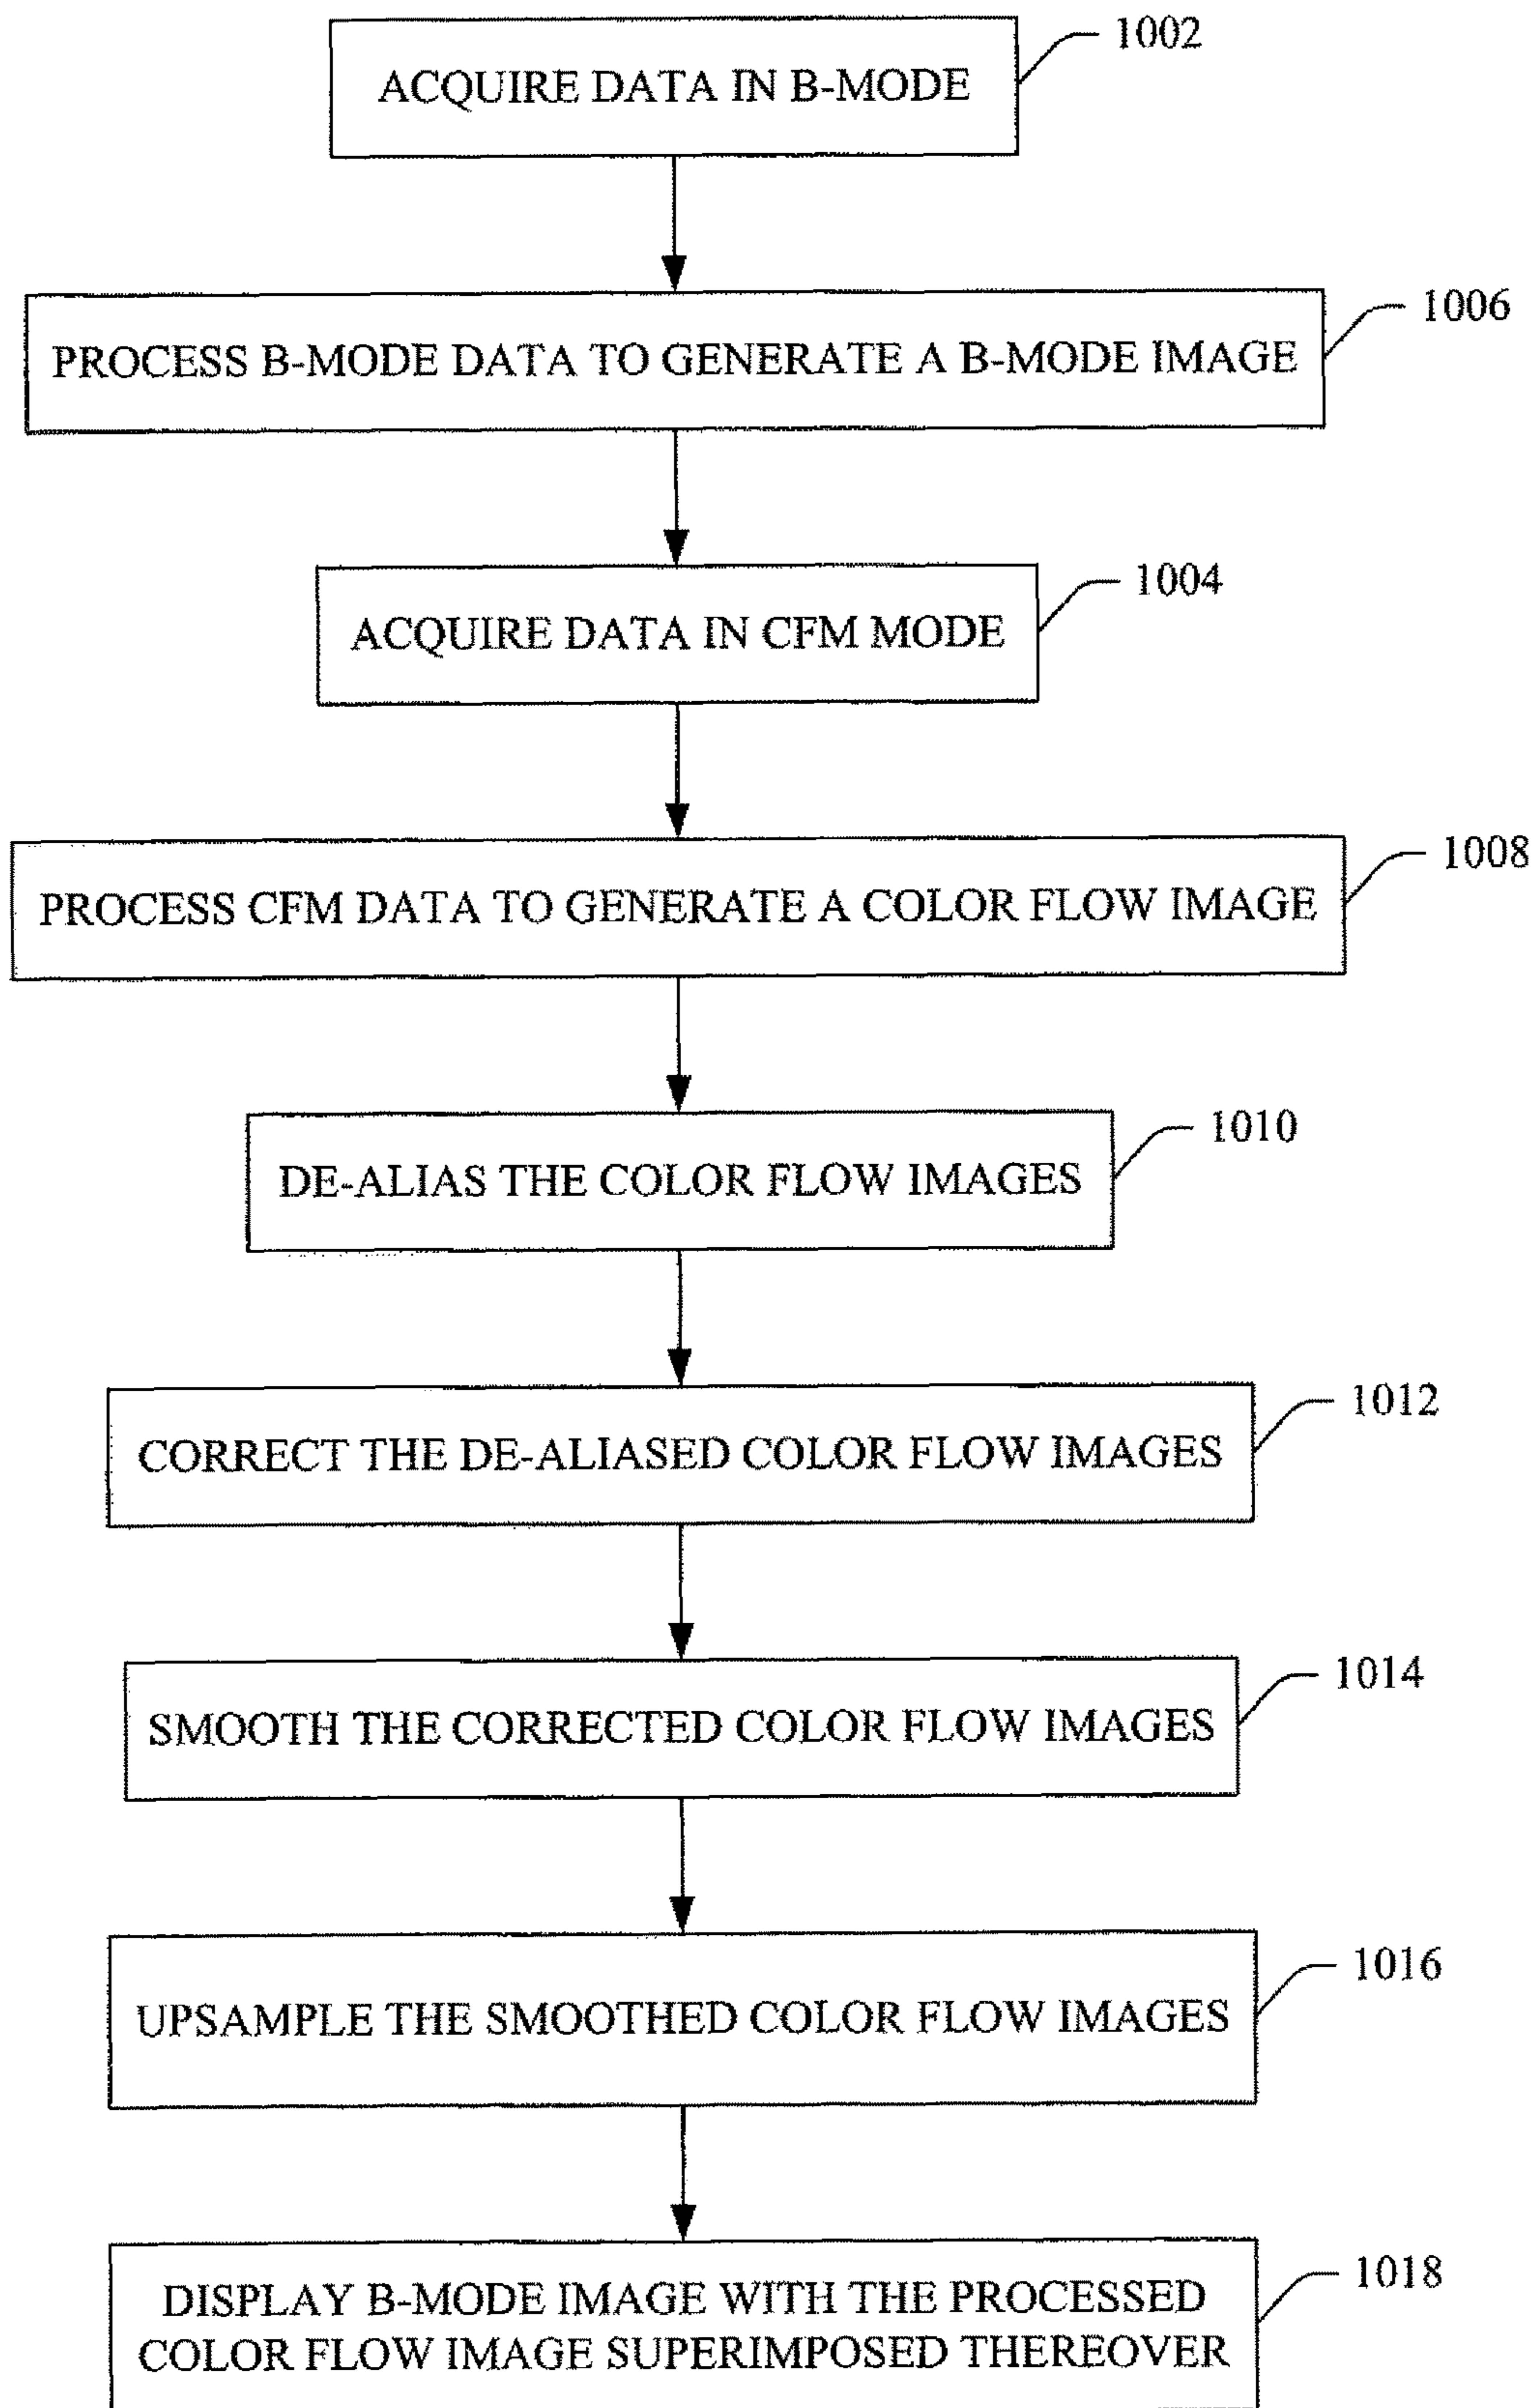 1002
ACQUIRE DATA IN B-MODE
1006
PROCESS B-MODE DATA TO GENERATE A B-MODE IMAGE
1004
ACQUIRE DATA IN CFM MODE
1008
PROCESS CFM DATA TO GENERATE A COLOR FLOW IMAGE
1010
DE-ALIAS THE COLOR FLOW IMAGES
1012
CORRECT THE DE-ALIASED COLOR FLOW IMAGES
1014
SMOOTH THE CORRECTED COLOR FLOW IMAGES
1016
UPSAMPLE THE SMOOTHED COLOR FLOW IMAGES
1018
DISPLAY B-MODE IMAGE WITH THE PROCESSED
COLOR FLOW IMAGE SUPERIMPOSED THEREOVER